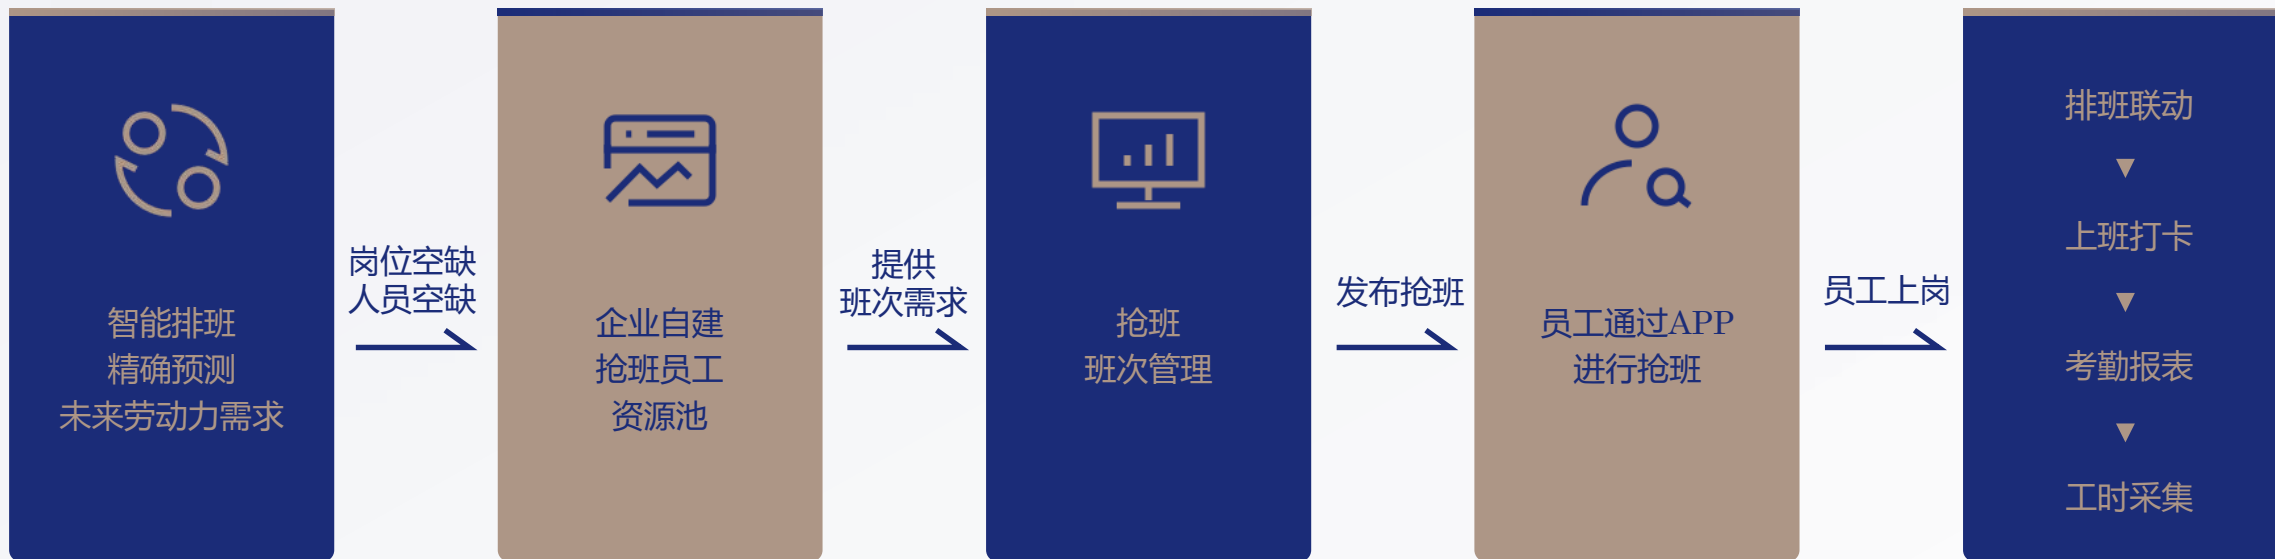 智能排班
精确预测
未来劳动力需求
岗位空缺
人员空缺
企业自建
抢班员工
资源池
提供
班次需求
抢班
班次管理
发布抢班
员工通过APP
进行抢班
员工上岗
排班联动
▼
上班打卡
▼
考勤报表
▼
工时采集